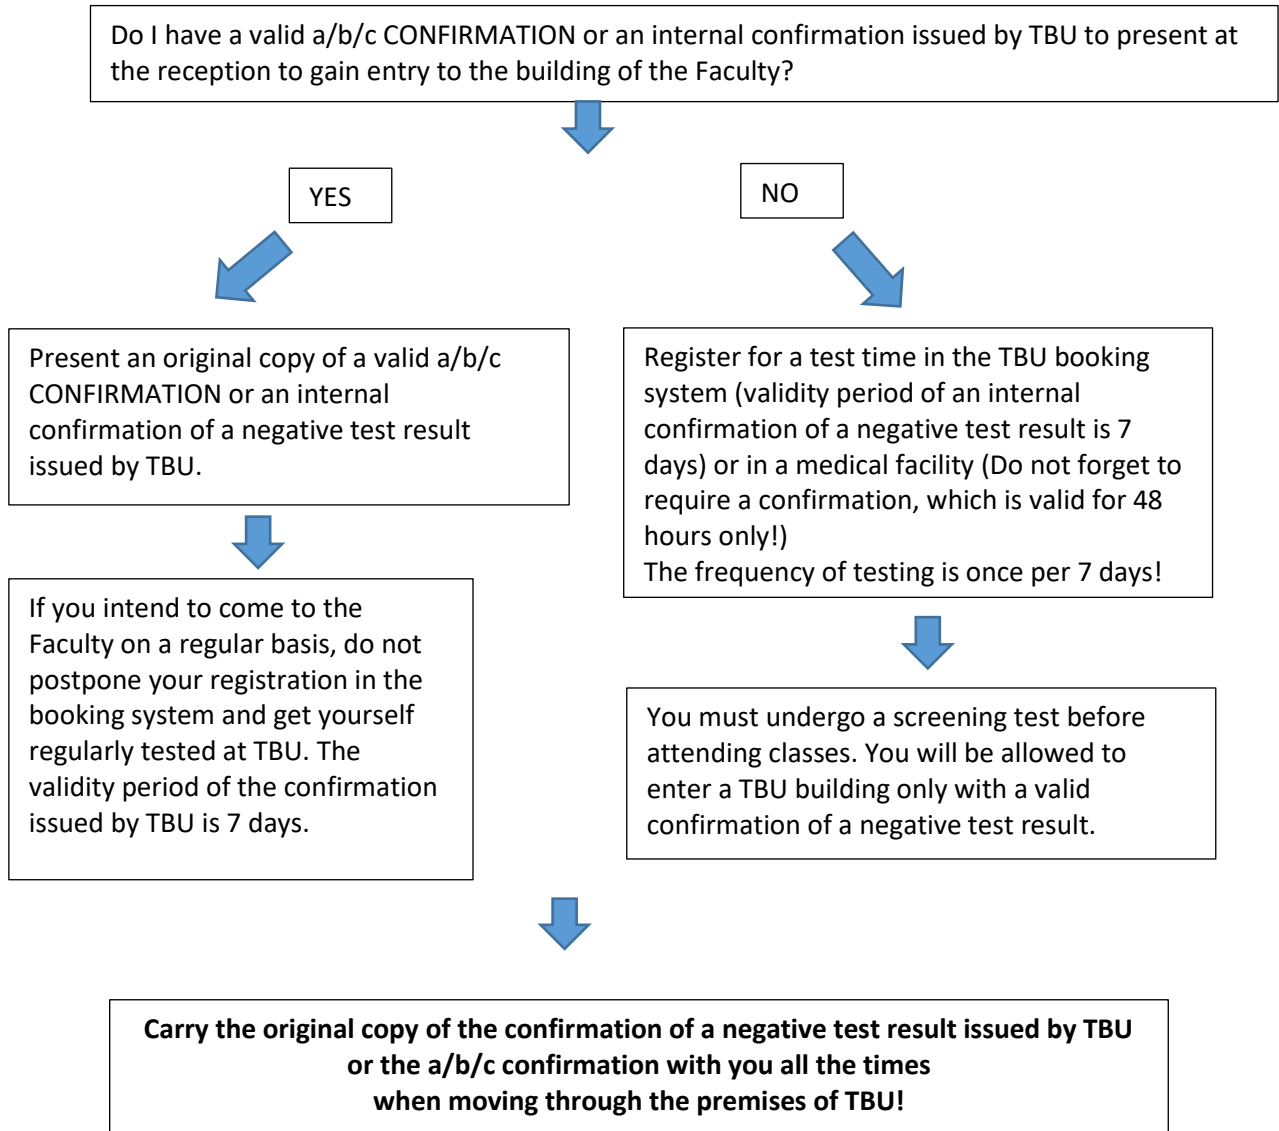 Do I have a valid a/b/c CONFIRMATION or an internal confirmation issued by TBU to present at
the reception to gain entry to the building of the Faculty?
YES
NO
Present an original copy of a valid a/b/c
CONFIRMATION or an internal
confirmation of a negative test result
issued by TBU.
Register for a test time in the TBU booking
system (validity period of an internal
confirmation of a negative test result is 7
days) or in a medical facility (Do not forget to
require a confirmation, which is valid for 48
hours only!)
The frequency of testing is once per 7 days!
If you intend to come to the
Faculty on a regular basis, do not
postpone your registration in the
booking system and get yourself
regularly tested at TBU. The
validity period of the confirmation
issued by TBU is 7 days.
You must undergo a screening test before
attending classes. You will be allowed to
enter a TBU building only with a valid
confirmation of a negative test result.
Carry the original copy of the confirmation of a negative test result issued by TBU
or the a/b/c confirmation with you all the times
when moving through the premises of TBU!